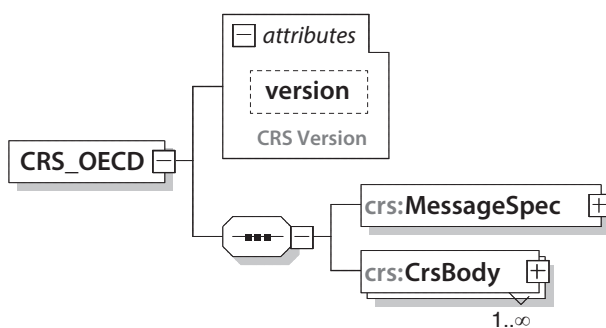 attributes
version
CRS Version
CRS_OECD
crs:MessageSpec
crs:CrsBody
1..∞